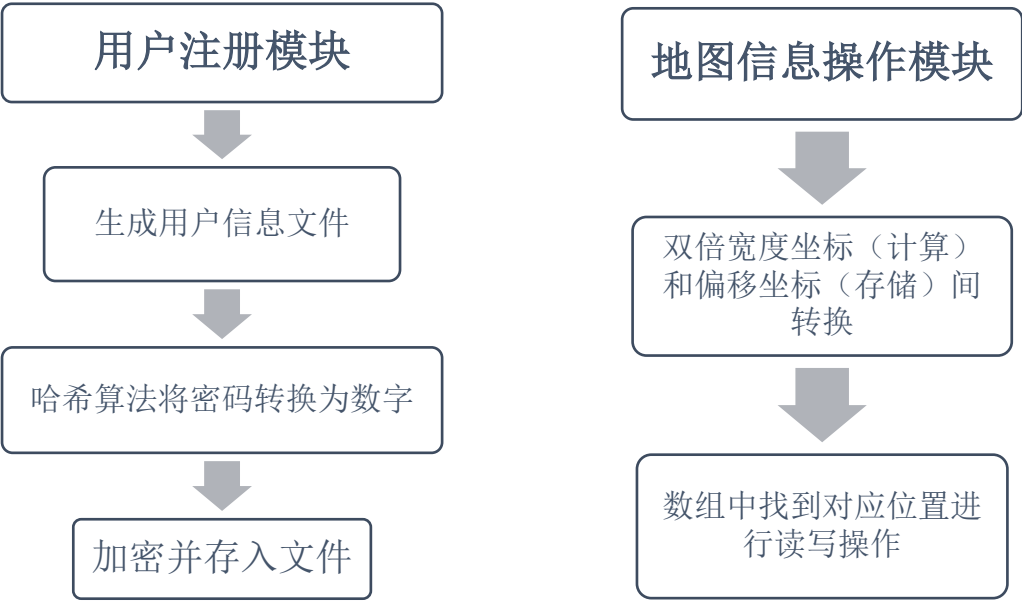 用户注册模块
生成用户信息文件
哈希算法将密码转换为数字
加密并存入文件
地图信息操作模块
双倍宽度坐标（计算）
和偏移坐标（存储）间
转换
数组中找到对应位置进
行读写操作